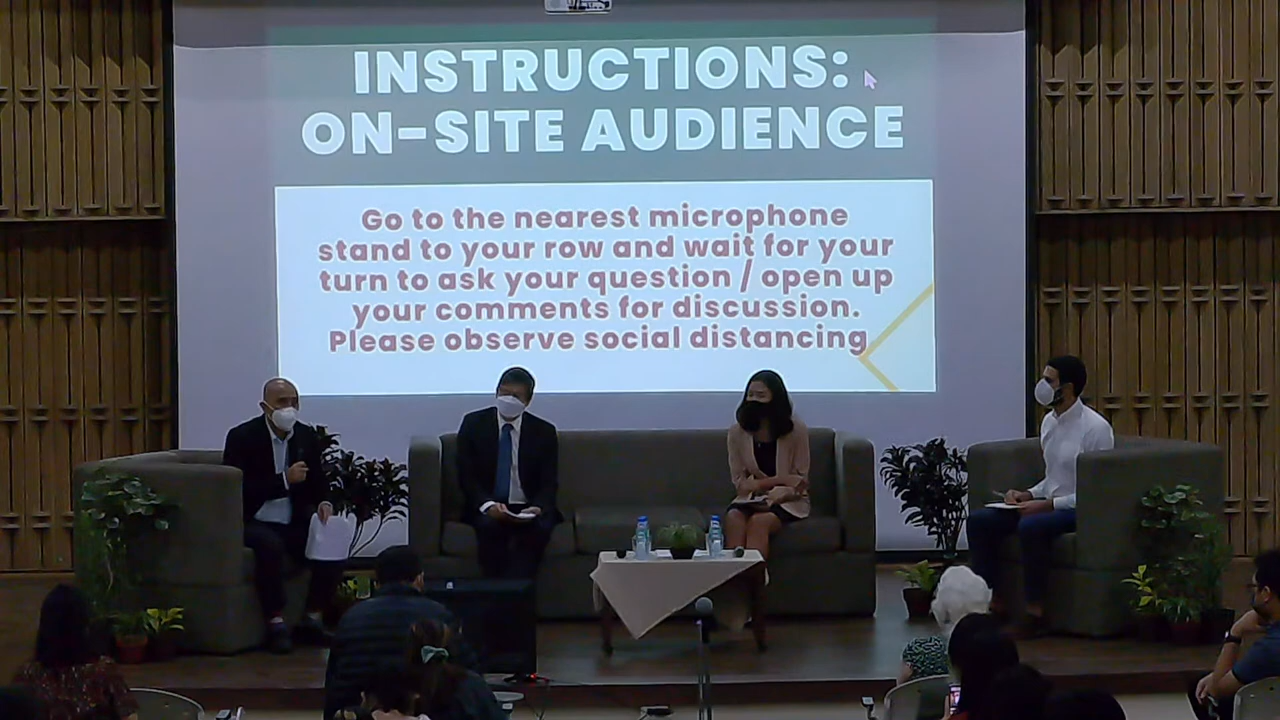 INSTRUCTIONS:
ON-SITE AUDIENCE
Go to the nearest microphone
stand to your row and wait for your
turn to ask your question / open up
your comments for discussion.
Please observe social distancing